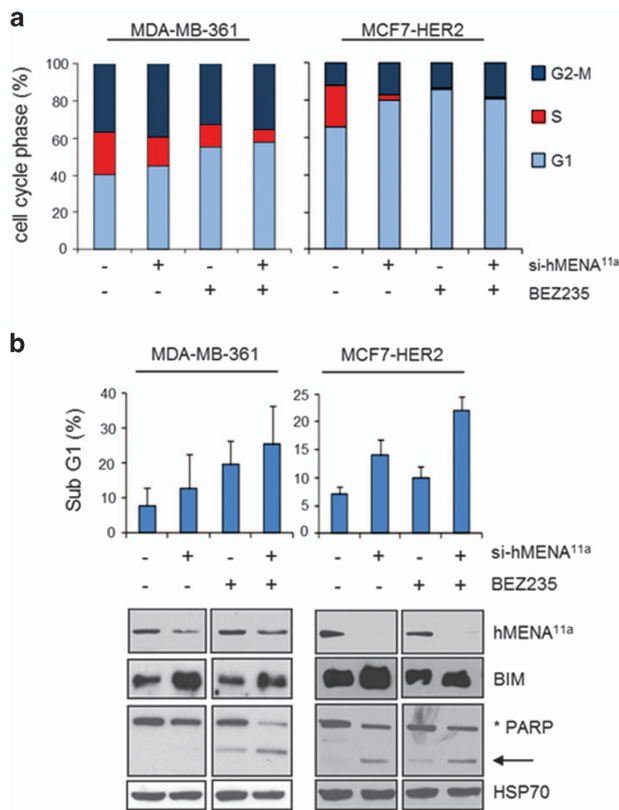 a
MDA-MB-361 MCF7-HER2
cell cycle phase (%)
100
80
60
40
20
0
G2-M
S
G1
- + - + - + - + si-hMENA11a
- - + + - - + + BEZ235
b
MDA-MB-361 MCF7-HER2
Sub G1 (%)
40
30
20
10
0
25
20
15
10
5
0
- + - + - + - + si-hMENA11a
- - + + - - + + BEZ235
hMENA11a
BIM
* PARP
HSP70